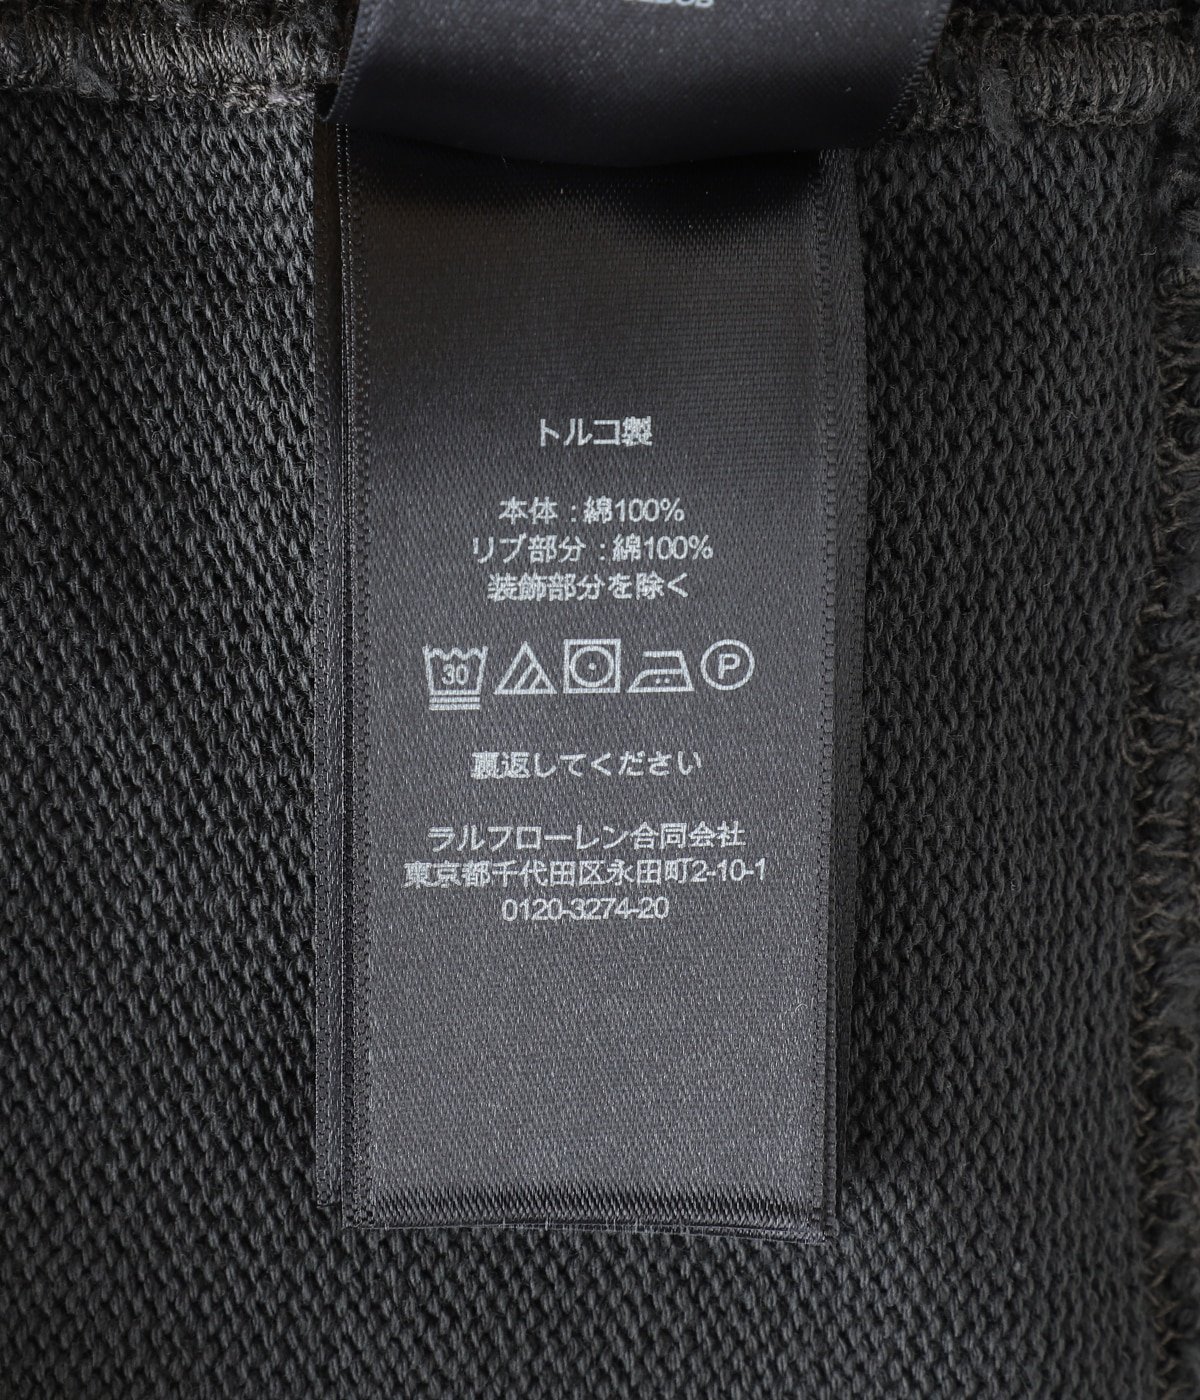 トルコ製
本体 : 綿100%
リブ部分 : 綿100%
装飾部分を除く
30 P
裏返してください
ラルフローレン合同会社
東京都千代田区永田町2-10-1
0120-3274-20